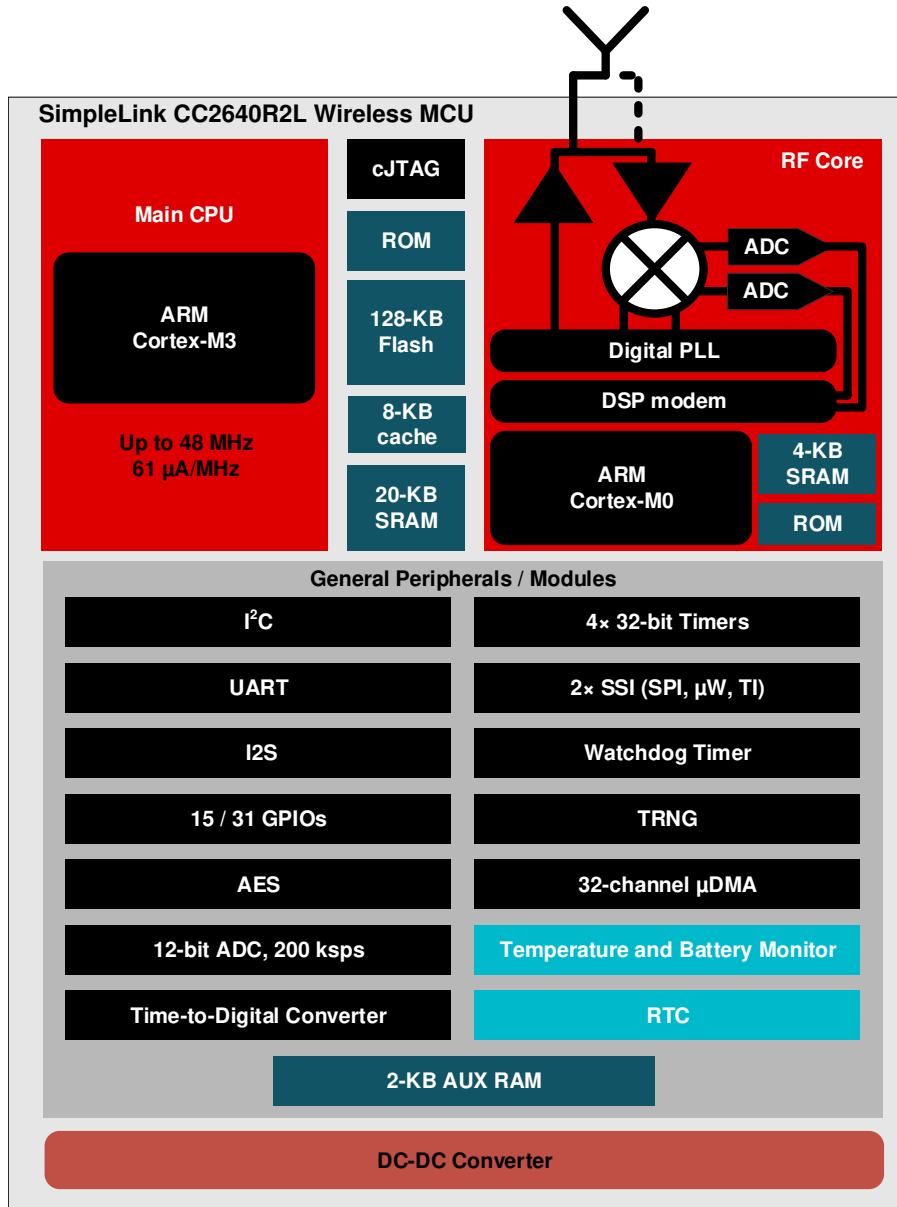 SimpleLink CC2640R2L Wireless MCU
Main CPU
ARM
Cortex-M3
Up to 48 MHz
61 µA/MHz
cJTAG
ROM
128-KB
Flash
8-KB
cache
20-KB
SRAM
RF Core
ADC
ADC
Digital PLL
DSP modem
ARM
Cortex-M0
4-KB
SRAM
ROM
General Peripherals / Modules
I²C
4× 32-bit Timers
UART
2× SSI (SPI, µW, TI)
I2S
Watchdog Timer
15 / 31 GPIOs
TRNG
AES
32-channel µDMA
12-bit ADC, 200 ksps
Temperature and Battery Monitor
Time-to-Digital Converter
RTC
2-KB AUX RAM
DC-DC Converter